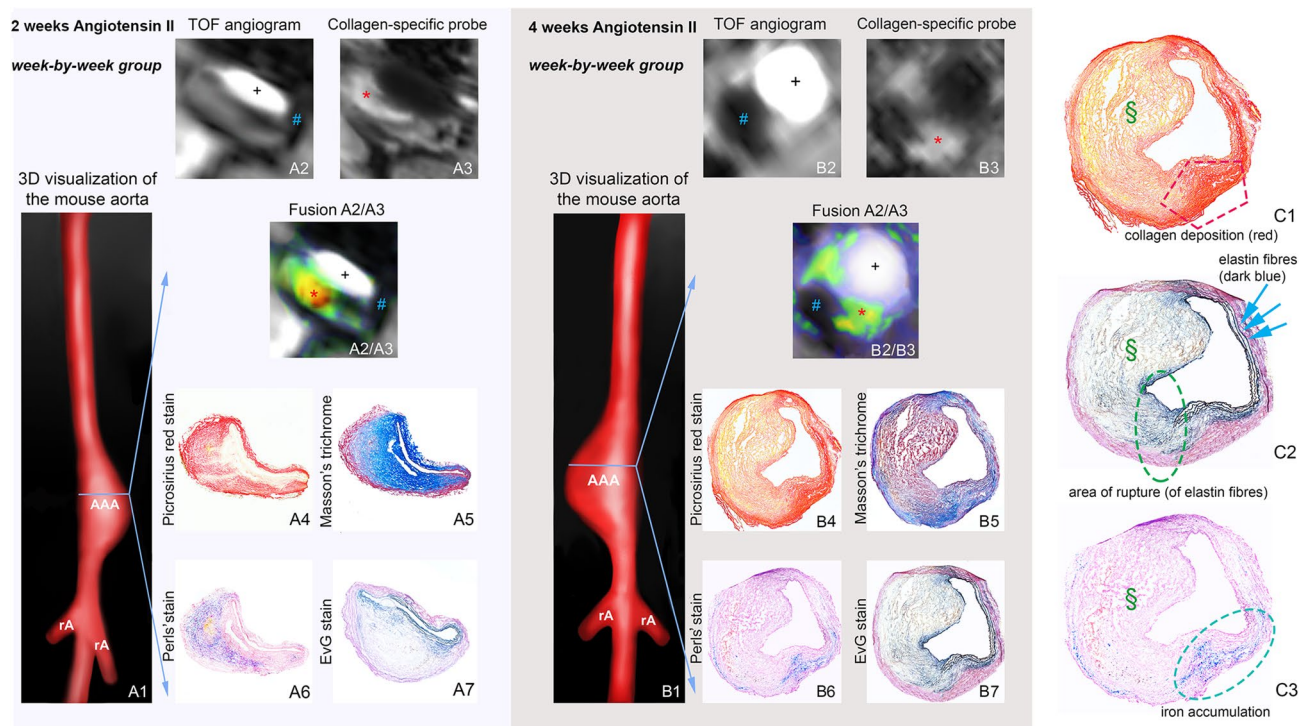 2 weeks Angiotensin II
week-by-week group
TOF angiogram
Collagen-specific probe
+
#
A2
*
A3
3D visualization of
the mouse aorta
Fusion A2/A3
+
*
#
A2/A3
AAA
rA
rA
A1
Picrosirius red stain
A4
Masson's trichrome
A5
Perls' stain
A6
EvG stain
A7
4 weeks Angiotensin II
week-by-week group
TOF angiogram
Collagen-specific probe
+
#
B2
*
B3
3D visualization of
the mouse aorta
Fusion A2/A3
+
#
*
B2/B3
AAA
rA
rA
B1
Picrosirius red stain
B4
Masson's trichrome
B5
Perls' stain
B6
EvG stain
B7
§
C1
collagen deposition (red)
elastin fibres
(dark blue)
§
C2
area of rupture (of elastin fibres)
§
C3
iron accumulation